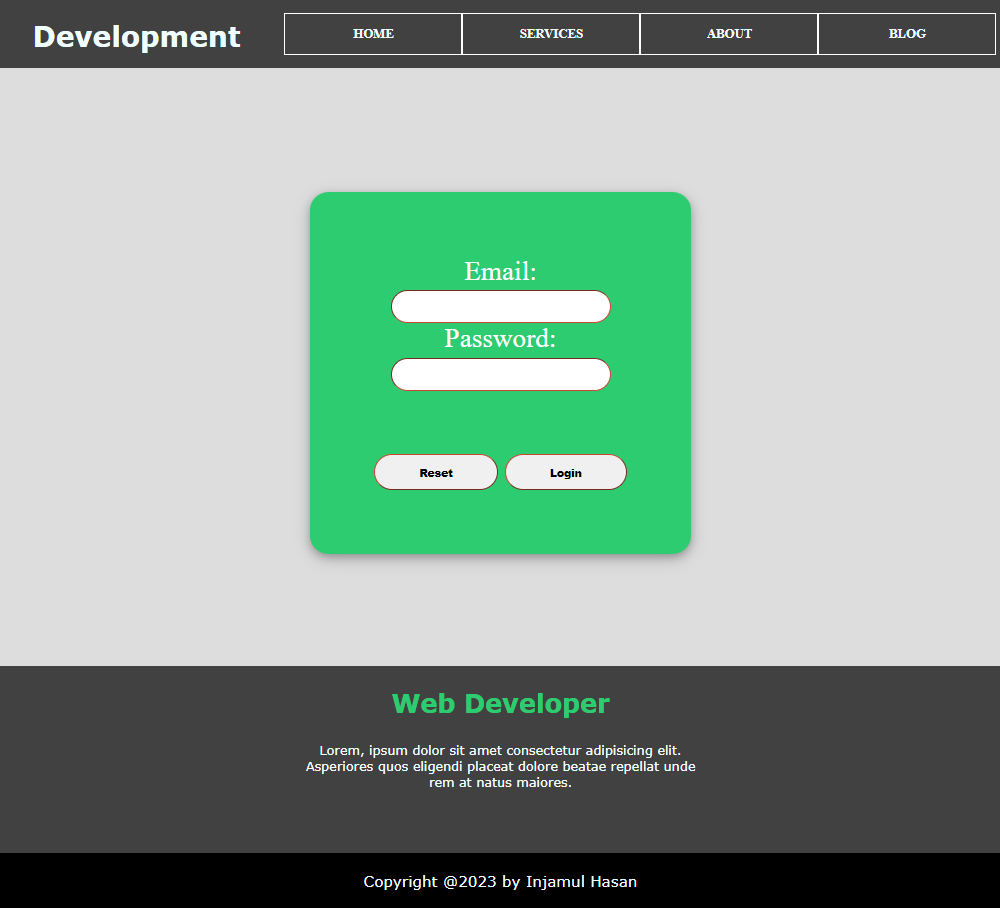 Development
HOME SERVICES ABOUT BLOG
Email:
Password:
Reset Login
Web Developer
Lorem, ipsum dolor sit amet consectetur adipisicing elit.
Asperiores quos eligendi placeat dolore beatae repellat unde
rem at natus maiores.
Copyright @2023 by Injamul Hasan